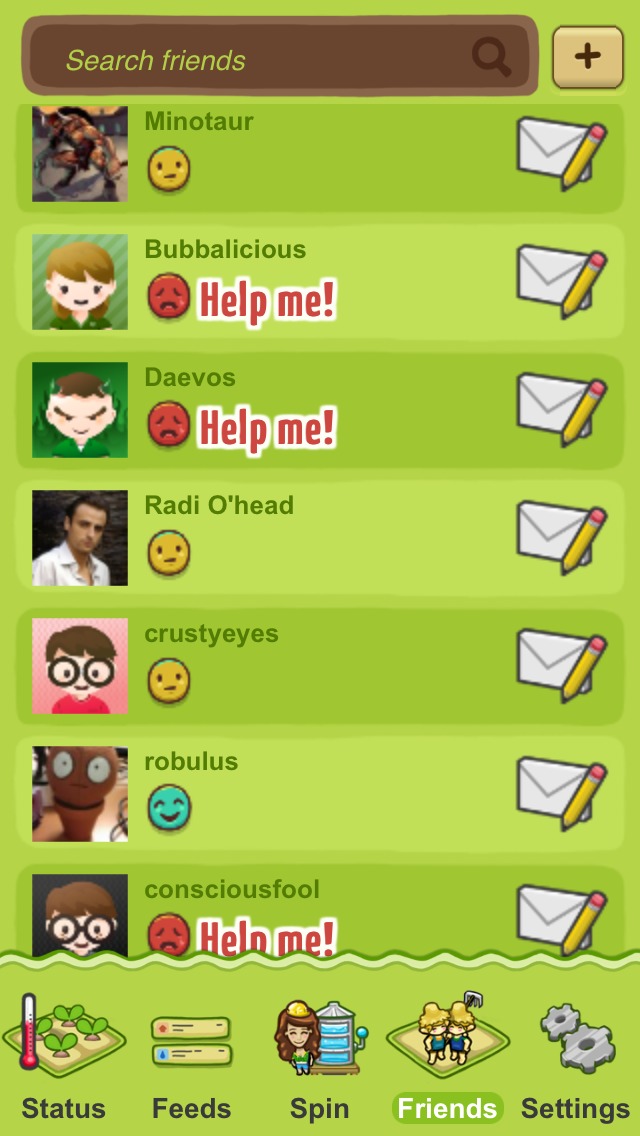 Search friends
+
Minotaur
Bubbalicious
Help me!
Daevos
Help me!
Radi O'head
crustyeyes
robulus
consciousfool
Help me!
Status Feeds Spin Friends Settings